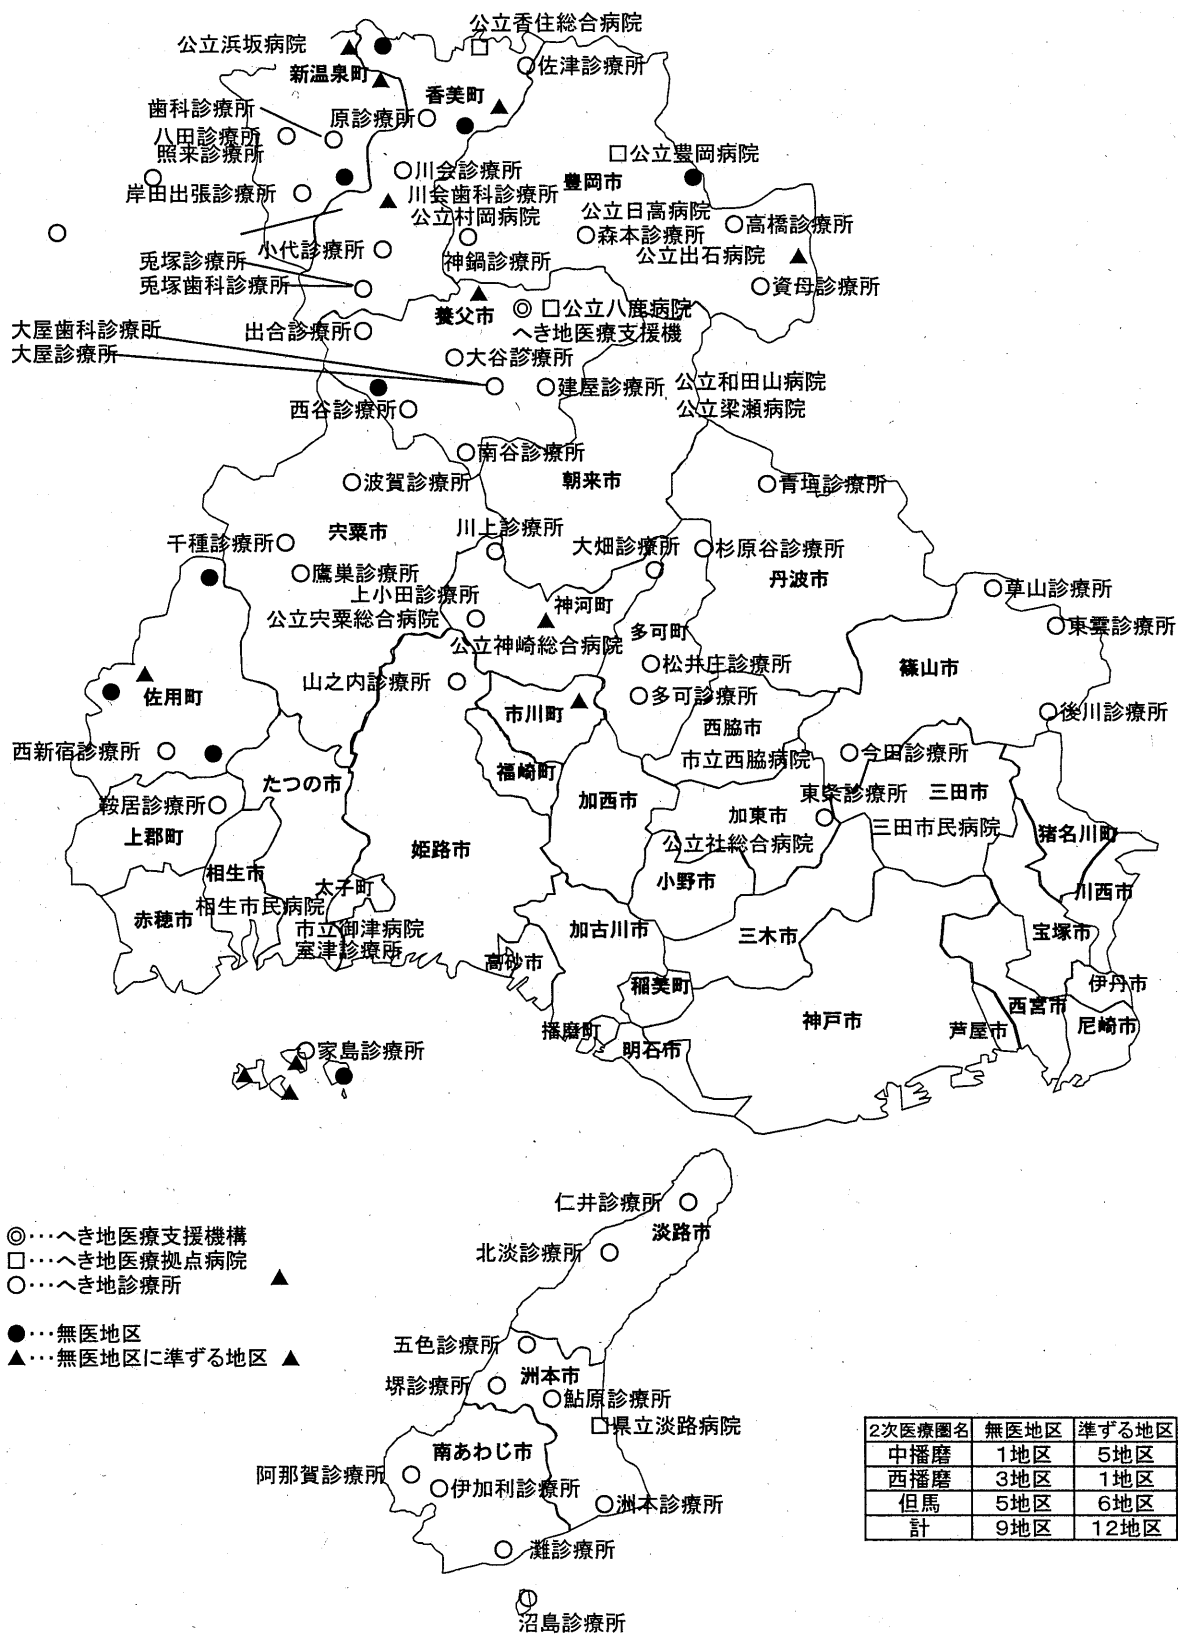 公立香住総合病院
公立浜坂病院
佐津診療所
新温泉町
香美町
歯科診療所
原診療所
八田診療所
照来診療所
公立豊岡病院
川会診療所
豊岡市
岸田出張診療所
川会歯科診療所
公立村岡病院
公立日高病院
高橋診療所
森本診療所
小代診療所
公立出石病院
兎塚診療所
神鍋診療所
兎塚歯科診療所
資母診療所
養父市
◎ □公立八鹿病院
へき地医療支援機
大屋歯科診療所
出合診療所
大屋診療所
大谷診療所
建屋診療所
公立和田山病院
西谷診療所
公立梁瀬病院
南谷診療所
波賀診療所
朝来市
青垣診療所
宍粟市
川上診療所
千種診療所
大畑診療所
杉原谷診療所
鷹巣診療所
丹波市
上小田診療所
草山診療所
神河町
公立宍粟総合病院
東雲診療所
多可町
公立神崎総合病院
松井庄診療所
篠山市
山之内診療所
佐用町
多可診療所
市川町
後川診療所
西脇市
西新宿診療所
市立西脇病院
今田診療所
福崎町
たつの市
加西市
東条診療所
三田市
鞍居診療所
加東市
三田市民病院
猪名川町
上郡町
公立社総合病院
姫路市
相生市
太子町
小野市
川西市
相生市民病院
赤穂市
市立御津病院
加古川市
三木市
宝塚市
室津診療所
高砂市
稲美町
伊丹市
西宮市
神戸市
播磨町
芦屋市
尼崎市
明石市
家島診療所
仁井診療所
淡路市
◎…へき地医療支援機構
北淡診療所
□…へき地医療拠点病院
○…へき地診療所
●…無医地区
五色診療所
▲…無医地区に準ずる地区
洲本市
堺診療所
鮎原診療所
県立淡路病院
南あわじ市
阿那賀診療所
伊加利診療所
洲本診療所
灘診療所
沼島診療所
2次医療圏名 無医地区 準ずる地区
中播磨 1地区 5地区
西播磨 3地区 1地区
但馬 5地区 6地区
計 9地区 12地区